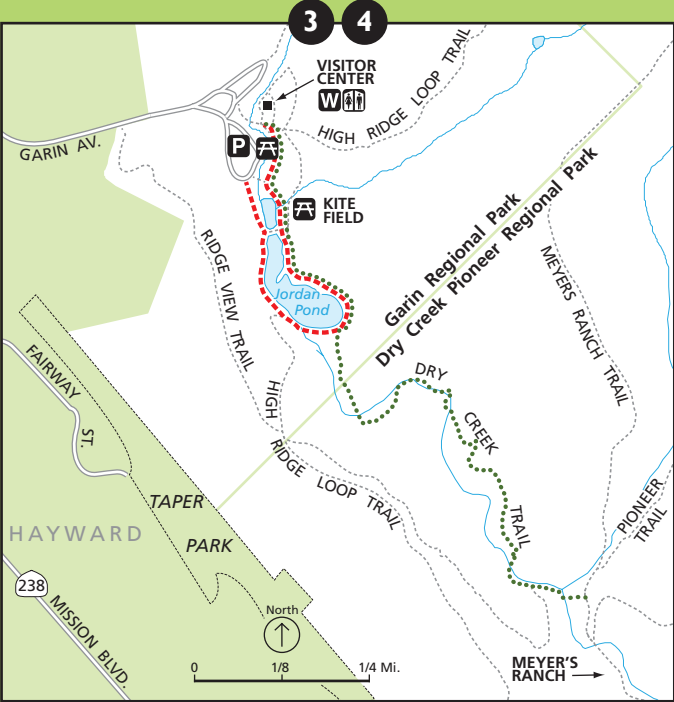 3 4
VISITOR
CENTER
W
HIGH RIDGE LOOP TRAIL
GARIN AV.
P
KITE
FIELD
Garin Regional Park
Dry Creek Pioneer Regional Park
RIDGE VIEW TRAIL
MEYERS RANCH TRAIL
Jordan
Pond
FAIRWAY
ST.
DRY
CREEK
TRAIL
HIGH
RIDGE LOOP TRAIL
PIONEER
TRAIL
TAPER
PARK
HAYWARD
238
MISSION BLVD.
North
0 1/8 1/4 Mi.
MEYER'S
RANCH